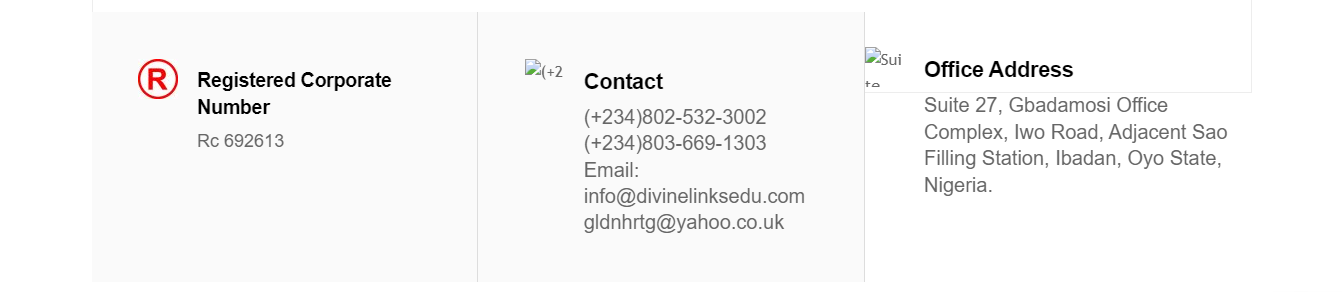 R
Registered Corporate
Number
Rc 692613
(+2
Contact
(+234)802-532-3002
(+234)803-669-1303
Email:
info@divinelinksedu.com
gldnhrtg@yahoo.co.uk
Sui
te
Office Address
Suite 27, Gbadamosi Office
Complex, Iwo Road, Adjacent Sao
Filling Station, Ibadan, Oyo State,
Nigeria.